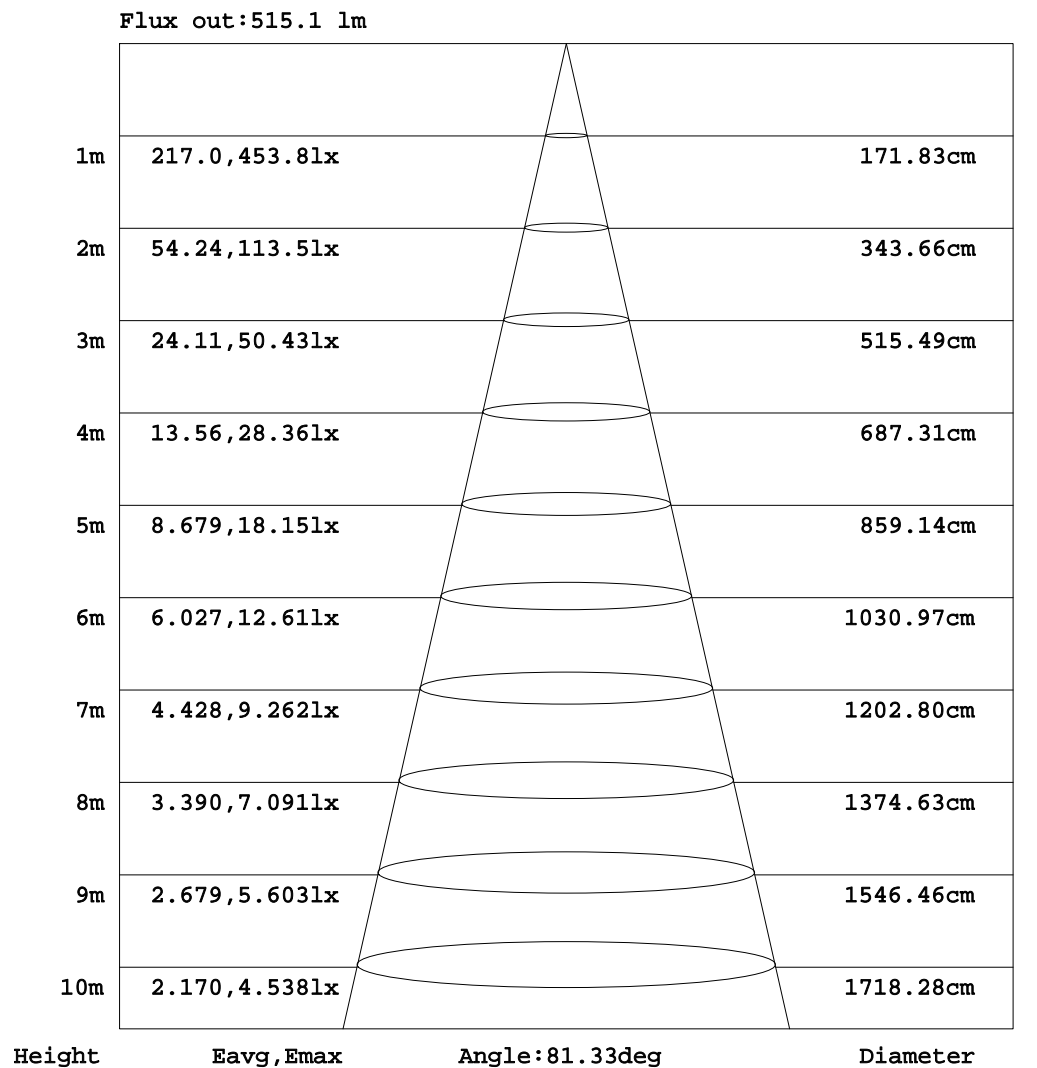 Flux out:515.1 lm
1m 217.0,453.8lx 171.83cm
2m 54.24,113.5lx 343.66cm
3m 24.11,50.43lx 515.49cm
4m 13.56,28.36lx 687.31cm
5m 8.679,18.15lx 859.14cm
6m 6.027,12.61lx 1030.97cm
7m 4.428,9.262lx 1202.80cm
8m 3.390,7.091lx 1374.63cm
9m 2.679,5.603lx 1546.46cm
10m 2.170,4.538lx 1718.28cm
Height Eavg,Emax Angle:81.33deg Diameter